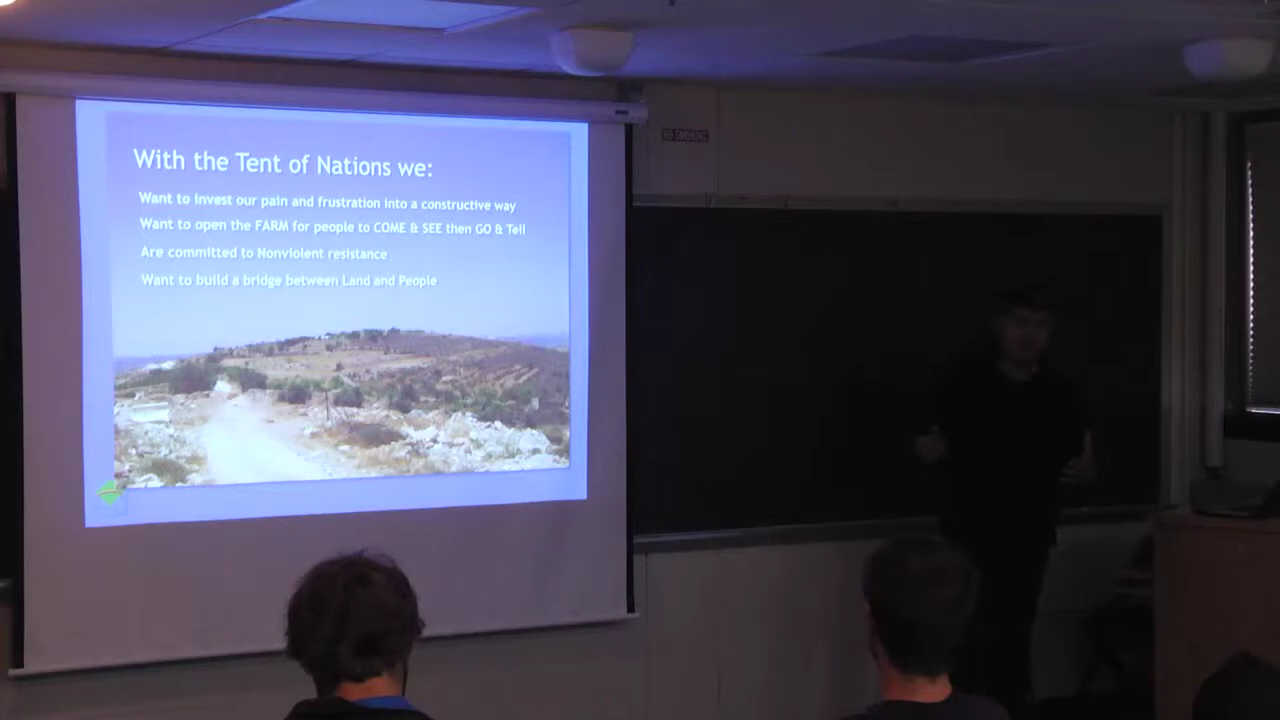 With the Tent of Nations we:
Want to invest our pain and frustration into a constructive way
Want to open the FARM for people to COME & SEE then GO & Tell
Are committed to Nonviolent resistance
Want to build a bridge between Land and People
NO SMOKING